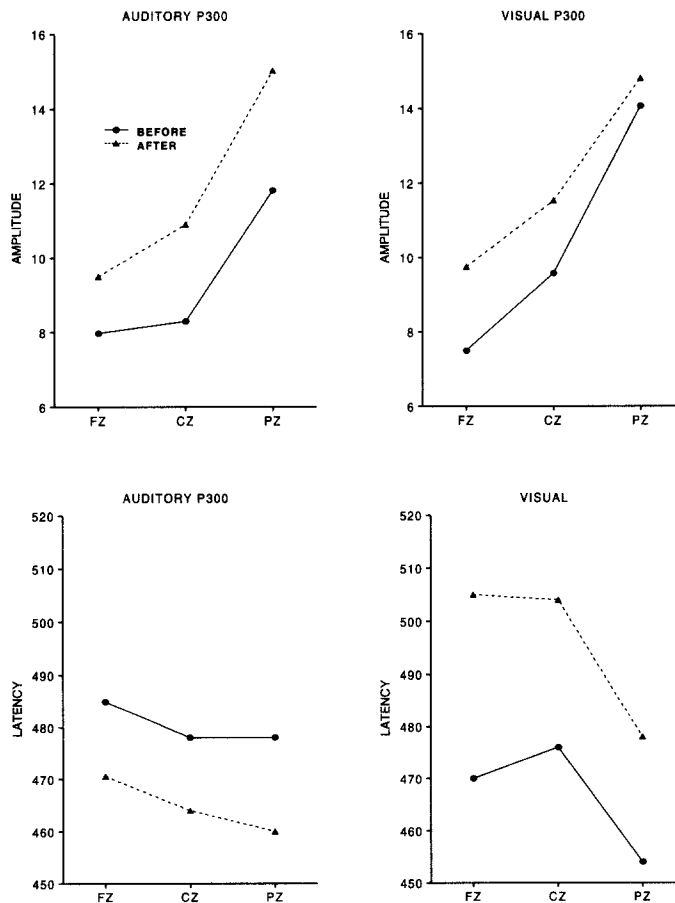 AUDITORY P300
AMPLITUDE
16
14
12
10
8
6
BEFORE
AFTER
FZ CZ PZ
VISUAL P300
AMPLITUDE
16
14
12
10
8
6
FZ CZ PZ
AUDITORY P300
LATENCY
520
510
500
490
480
470
460
450
FZ CZ PZ
VISUAL
LATENCY
520
510
500
490
480
470
460
450
FZ CZ PZ